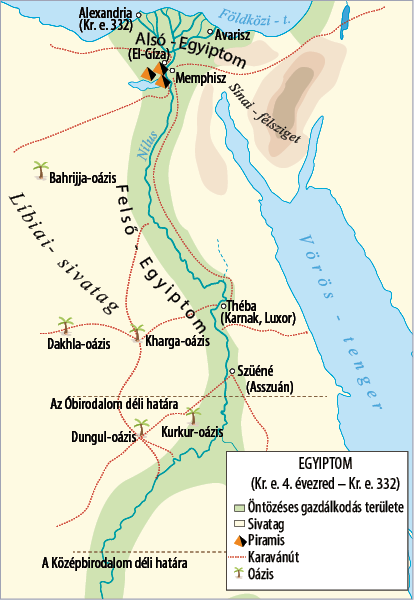 Alexandria
(Kr. e. 332)
Földközi - t.
Avarisz
Alsó - Egyiptom
(El-Gíza)
Memphisz
Sínai - félsziget
Nílus
Bahrijja-oázis
Líbiai- sivatag
Felső - Egyiptom
Vörös - tenger
Théba
(Karnak, Luxor)
Dakhla-oázis
Kharga-oázis
Szüéné
(Asszuán)
Az Óbirodalom déli határa
Dungul-oázis
Kurkur-oázis
A Középbirodalom déli határa
EGYIPTOM
(Kr. e. 4. évezred – Kr. e. 332)
Öntözéses gazdálkodás területe
Sivatag
Piramis
Karavánút
Oázis